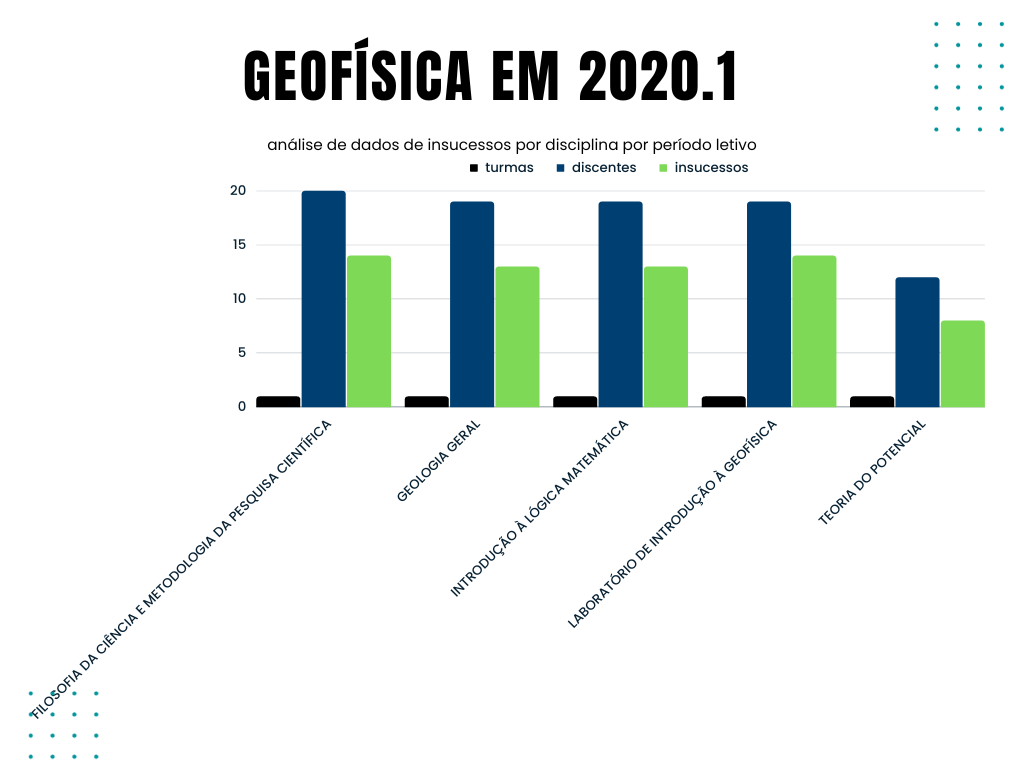 GEOFÍSICA EM 2020.1
análise de dados de insucessos por disciplina por período letivo
turmas discentes insucessos
20
15
10
5
0
FILOSOFIA DA CIÊNCIA E METODOLOGIA DA PESQUISA CIENTÍFICA
GEOLOGIA GERAL
INTRODUÇÃO À LÓGICA MATEMÁTICA
LABORATÓRIO DE INTRODUÇÃO À GEOFÍSICA
TEORIA DO POTENCIAL